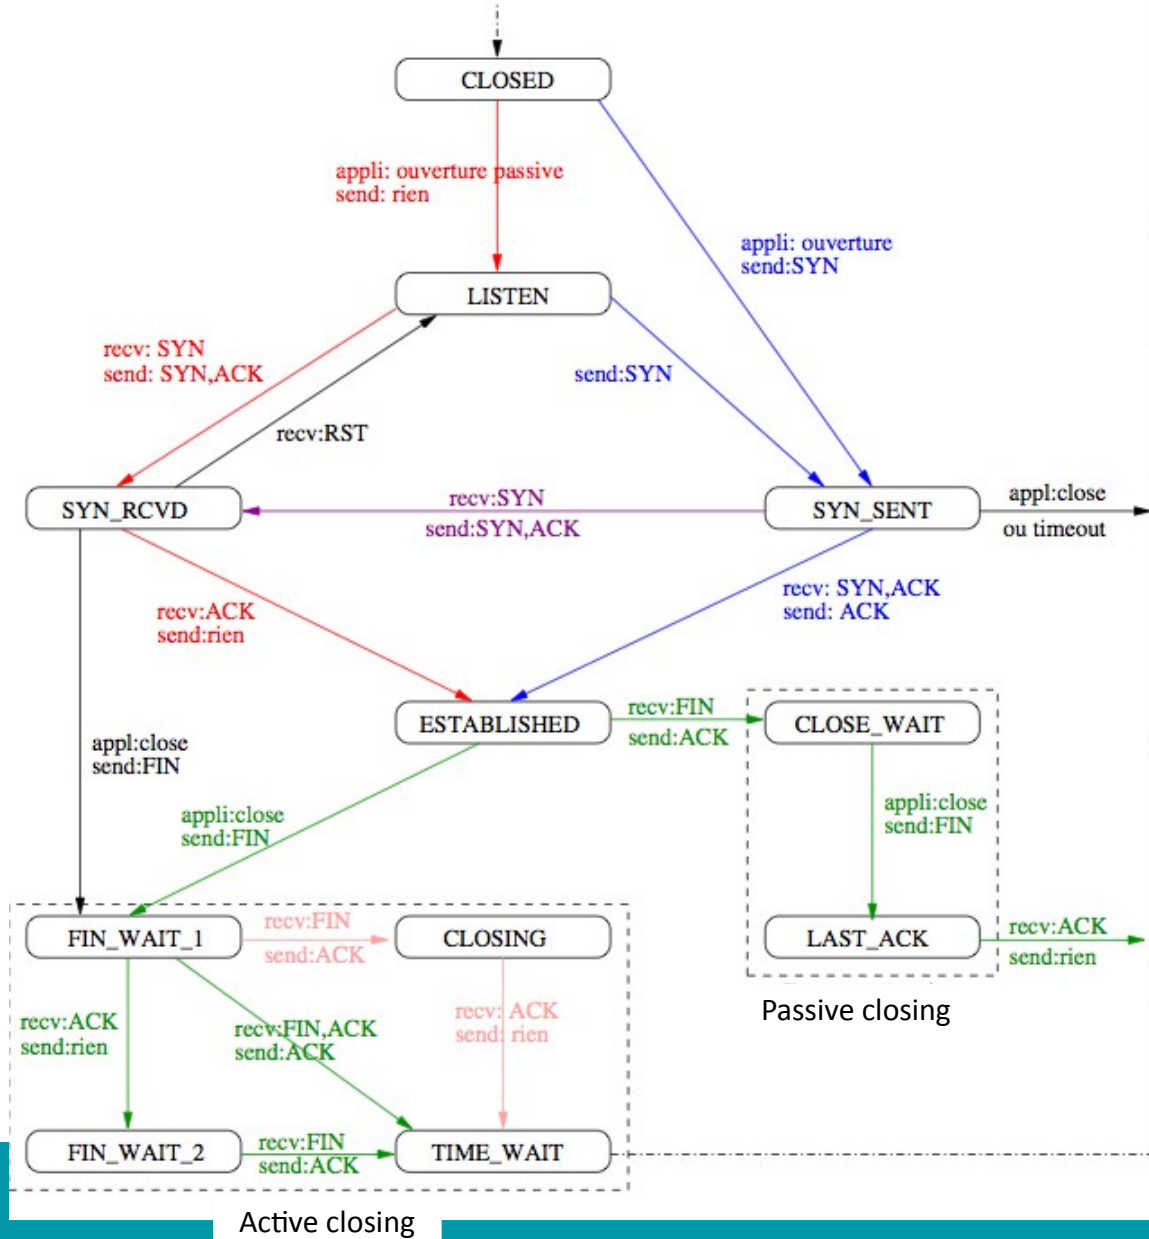 CLOSED
appli: ouverture passive
send: rien
appli: ouverture
send:SYN
LISTEN
recv: SYN
send: SYN,ACK
send:SYN
recv:RST
SYN_RCVD
recv:SYN
send:SYN,ACK
SYN_SENT
appl:close
ou timeout
recv:ACK
send:rien
recv: SYN,ACK
send: ACK
ESTABLISHED
recv:FIN
send:ACK
CLOSE_WAIT
appl:close
send:FIN
appli:close
send:FIN
appli:close
send:FIN
FIN_WAIT_1
recv:FIN
send:ACK
CLOSING
LAST_ACK
recv:ACK
send:rien
Passive closing
recv:ACK
send:rien
recv:FIN,ACK
send:ACK
recv: ACK
send: rien
FIN_WAIT_2
recv:FIN
send:ACK
TIME_WAIT
Active closing